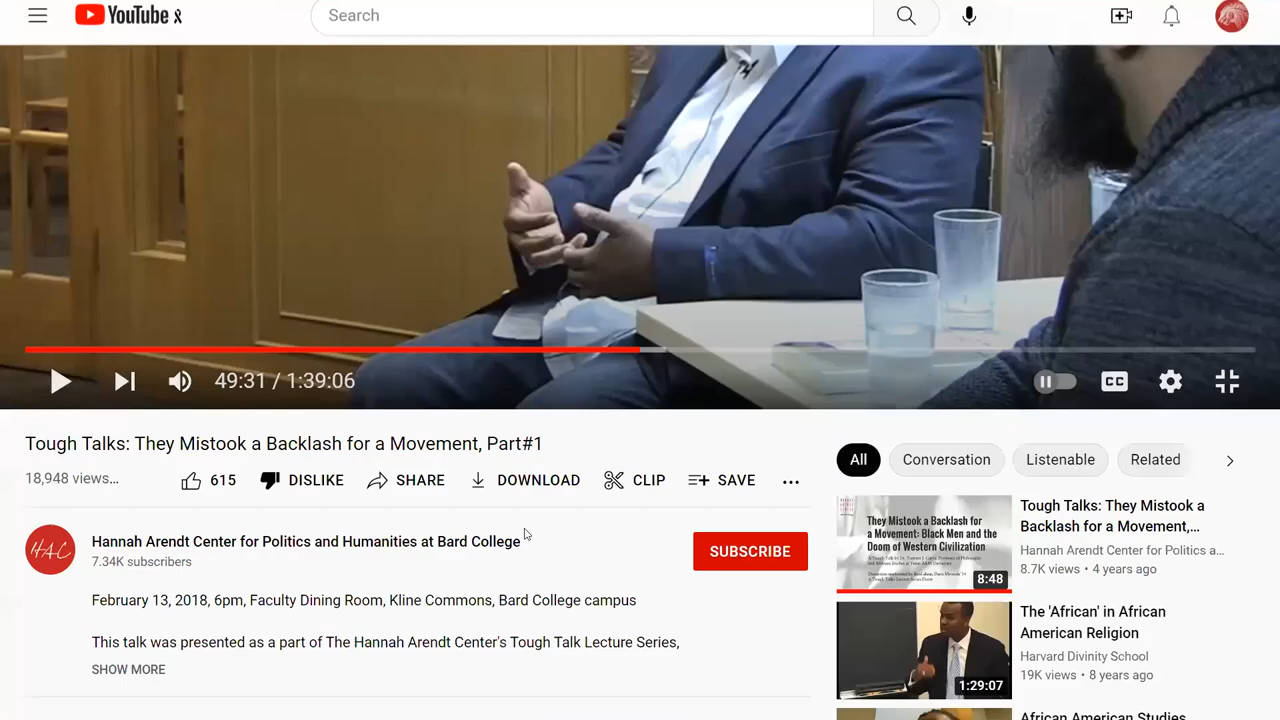 YouTube
Search
49:31 / 1:39:06
CC
Tough Talks: They Mistook a Backlash for a Movement, Part#1
18,948 views...
615
DISLIKE
SHARE
DOWNLOAD
CLIP
SAVE
...
HAC
Hannah Arendt Center for Politics and Humanities at Bard College
7.34K subscribers
SUBSCRIBE
February 13, 2018, 6pm, Faculty Dining Room, Kline Commons, Bard College campus
This talk was presented as a part of The Hannah Arendt Center's Tough Talk Lecture Series,
SHOW MORE
All
Conversation
Listenable
Related
They Mistook a Backlash for
a Movement: Black Men and the
Doom of Western Civilization
8:48
Tough Talks: They Mistook a
Backlash for a Movement,...
Hannah Arendt Center for Politics a...
8.7K views • 4 years ago
1:29:07
The 'African' in African
American Religion
Harvard Divinity School
19K views • 8 years ago
African American Studies